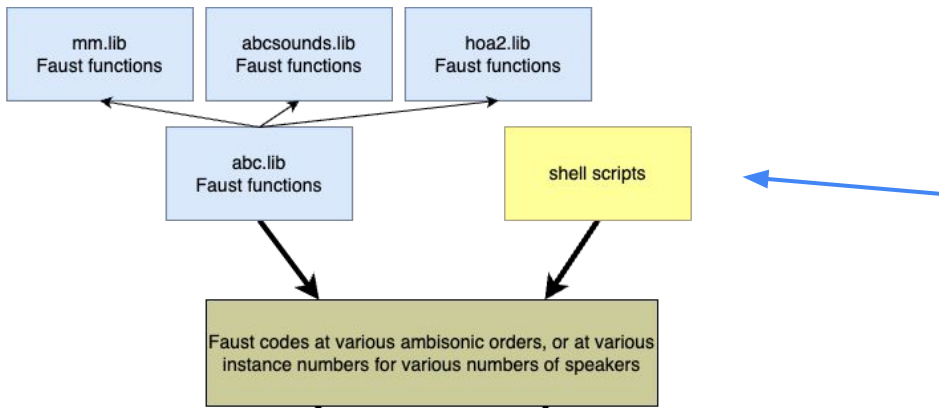 mm.lib
Faust functions
abcsounds.lib
Faust functions
hoa2.lib
Faust functions
abc.lib
Faust functions
shell scripts
Faust codes at various ambisonic orders, or at various
instance numbers for various numbers of speakers